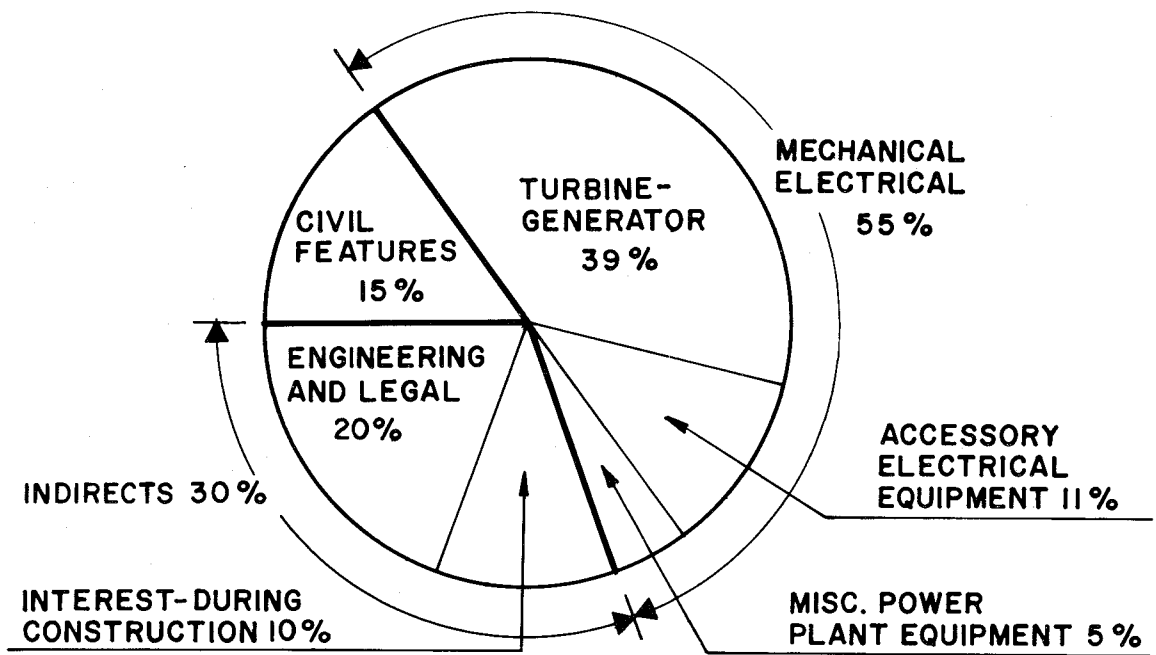 MECHANICAL
ELECTRICAL
55%
TURBINE-
GENERATOR
39%
CIVIL
FEATURES
15%
ENGINEERING
AND LEGAL
20%
INDIRECTS 30%
ACCESSORY
ELECTRICAL
EQUIPMENT 11%
INTEREST-DURING
CONSTRUCTION 10%
MISC. POWER
PLANT EQUIPMENT 5%